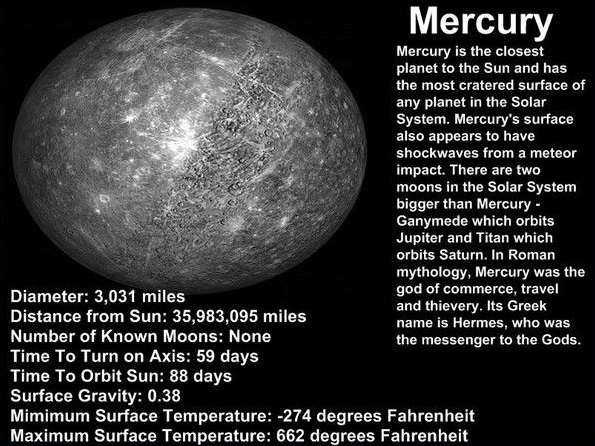 Mercury
Mercury is the closest
planet to the Sun and has
the most cratered surface of
any planet in the Solar
System. Mercury's surface
also appears to have
shockwaves from a meteor
impact. There are two
moons in the Solar System
bigger than Mercury -
Ganymede which orbits
Jupiter and Titan which
orbits Saturn. In Roman
mythology, Mercury was the
god of commerce, travel
and thievery. Its Greek
name is Hermes, who was
the messenger to the Gods.
Diameter: 3,031 miles
Distance from Sun: 35,983,095 miles
Number of Known Moons: None
Time To Turn on Axis: 59 days
Time To Orbit Sun: 88 days
Surface Gravity: 0.38
Mimimum Surface Temperature: -274 degrees Fahrenheit
Maximum Surface Temperature: 662 degrees Fahrenheit